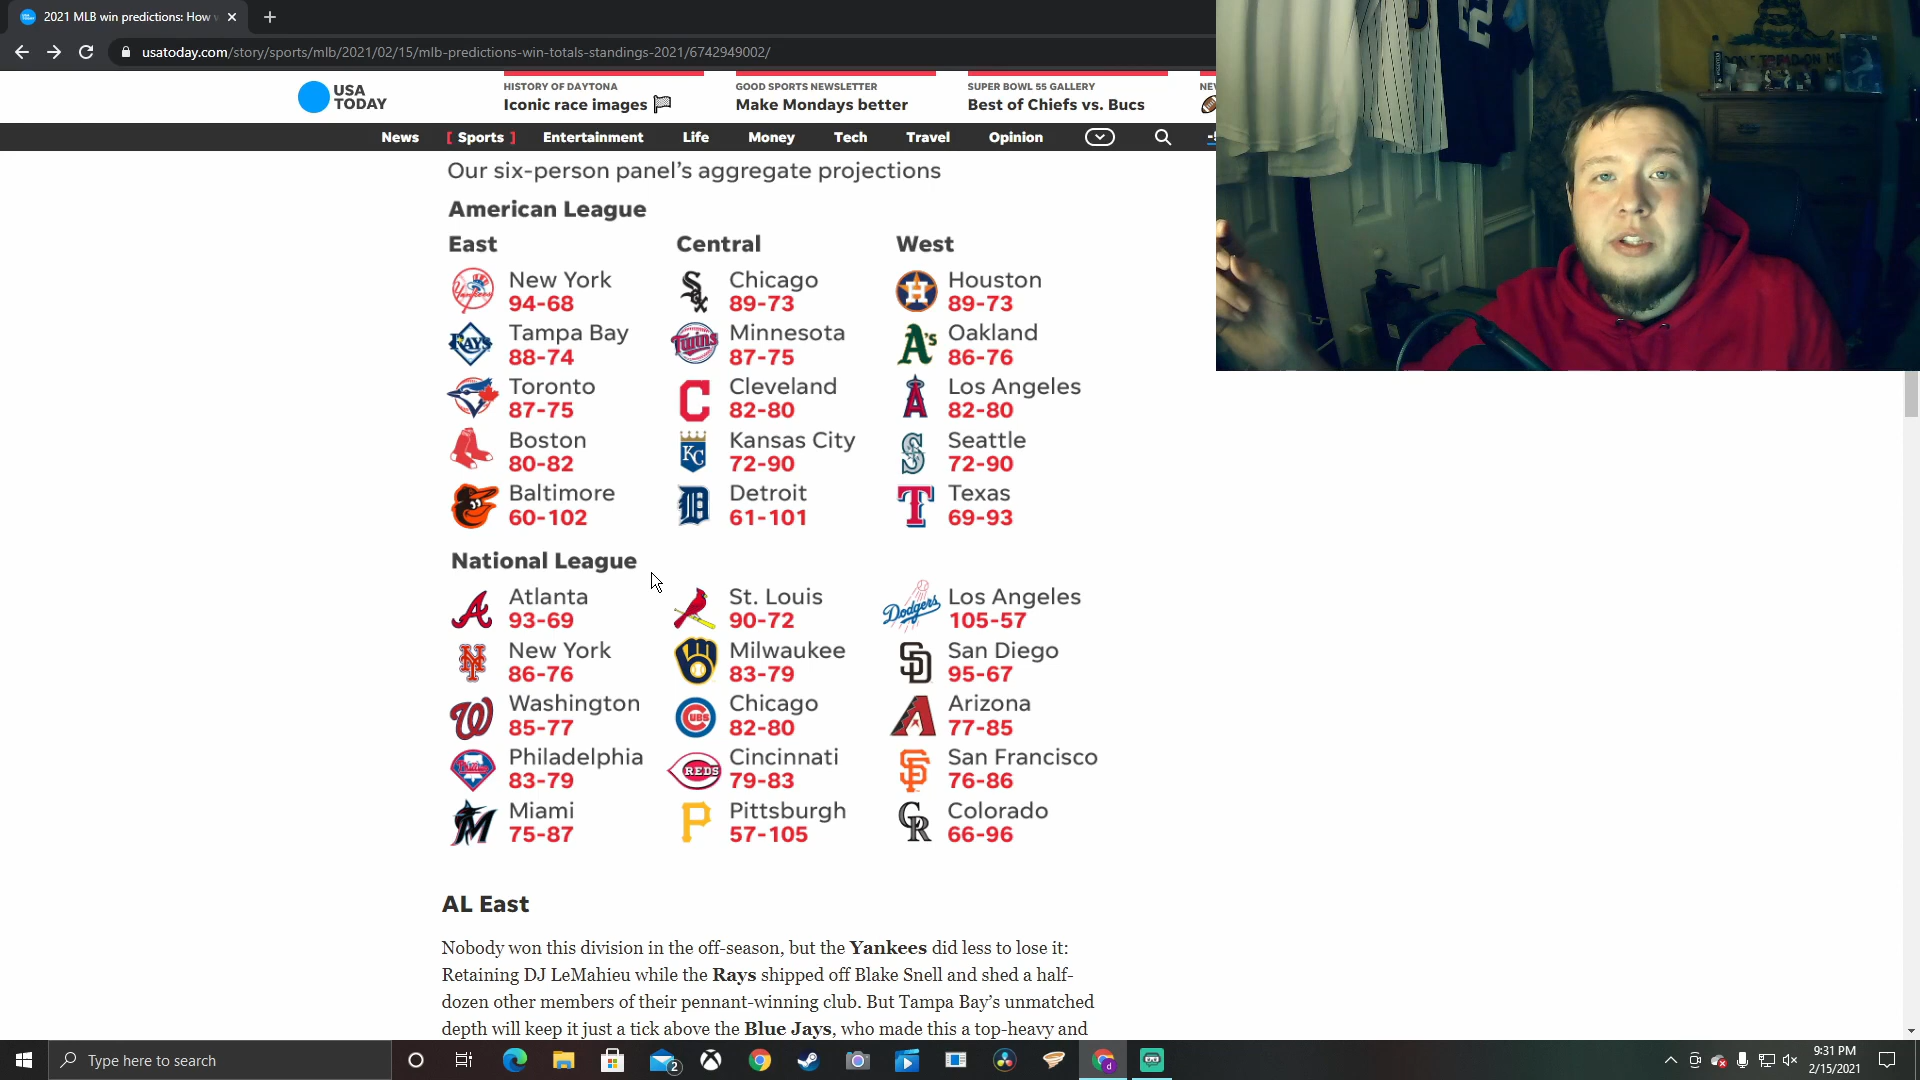 2021 MLB win predictions: How
usatoday.com/story/sports/mlb/2021/02/15/mlb-predictions-win-totals-standings-2021/6742949002/
USA
TODAY
HISTORY OF DAYTONA
Iconic race images
GOOD SPORTS NEWSLETTER
Make Mondays better
SUPER BOWL 55 GALLERY
Best of Chiefs vs. Bucs
News [ Sports ] Entertainment Life Money Tech Travel Opinion
Our six-person panel's aggregate projections
American League
East Central West
New York Chicago Houston
94-68 89-73 89-73
Tampa Bay Minnesota Oakland
88-74 87-75 86-76
Toronto Cleveland Los Angeles
87-75 82-80 82-80
Boston Kansas City Seattle
80-82 72-90 72-90
Baltimore Detroit Texas
60-102 61-101 69-93
National League
Atlanta St. Louis Los Angeles
93-69 90-72 105-57
New York Milwaukee San Diego
86-76 83-79 95-67
Washington Chicago Arizona
85-77 82-80 77-85
Philadelphia Cincinnati San Francisco
83-79 79-83 76-86
Miami Pittsburgh Colorado
75-87 57-105 66-96
AL East
Nobody won this division in the off-season, but the Yankees did less to lose it:
Retaining DJ LeMahieu while the Rays shipped off Blake Snell and shed a half-
dozen other members of their pennant-winning club. But Tampa Bay's unmatched
depth will keep it just a tick above the Blue Jays, who made this a top-heavy and
Type here to search
2
9:31 PM
2/15/2021